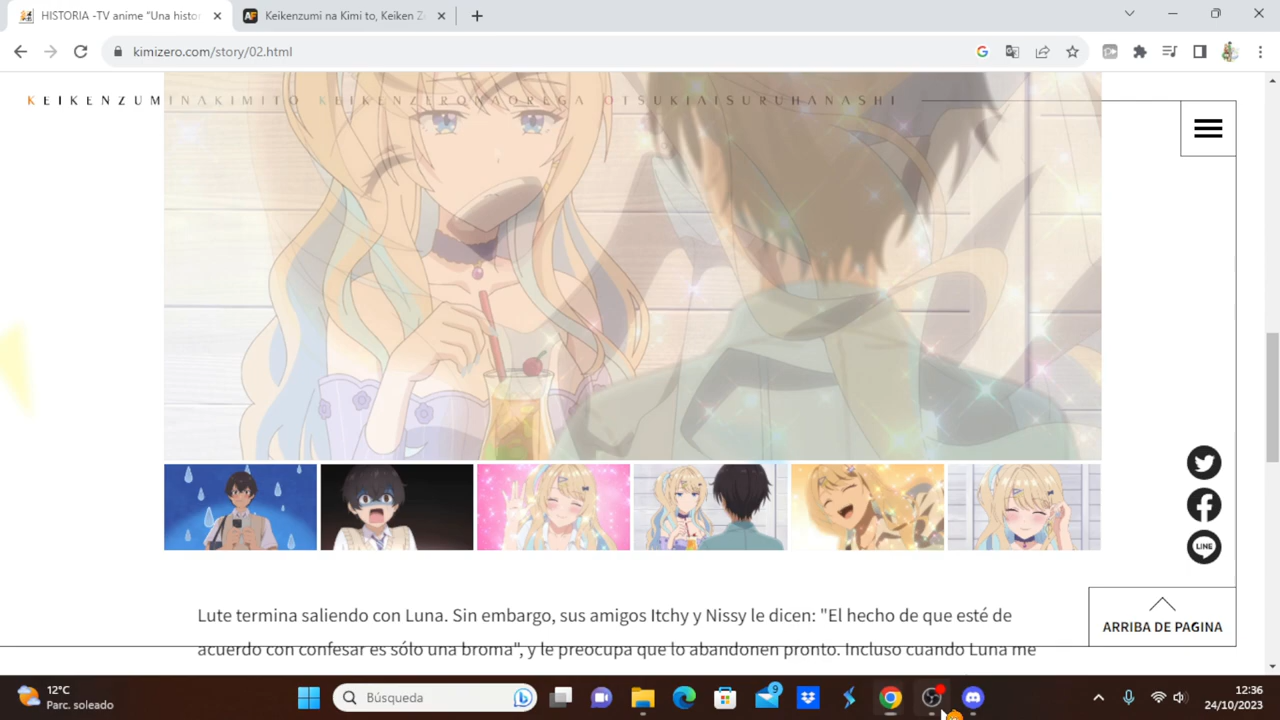 HISTORIA -TV anime "Una histor
Keikenzumi na Kimi to, Keiken Ze
kimizero.com/story/02.html
KEIKENZUMINAKIMITO KEIKENZERONAOREGA OTSUKIAISURUHANASHI
LINE
Lute termina saliendo con Luna. Sin embargo, sus amigos Itchy y Nissy le dicen: "El hecho de que esté de
acuerdo con confesar es sólo una broma", y le preocupa que lo abandonen pronto. Incluso cuando Luna me
ARRIBA DE PAGINA
12°C
Parc. soleado
Búsqueda
9
12:36
24/10/2023